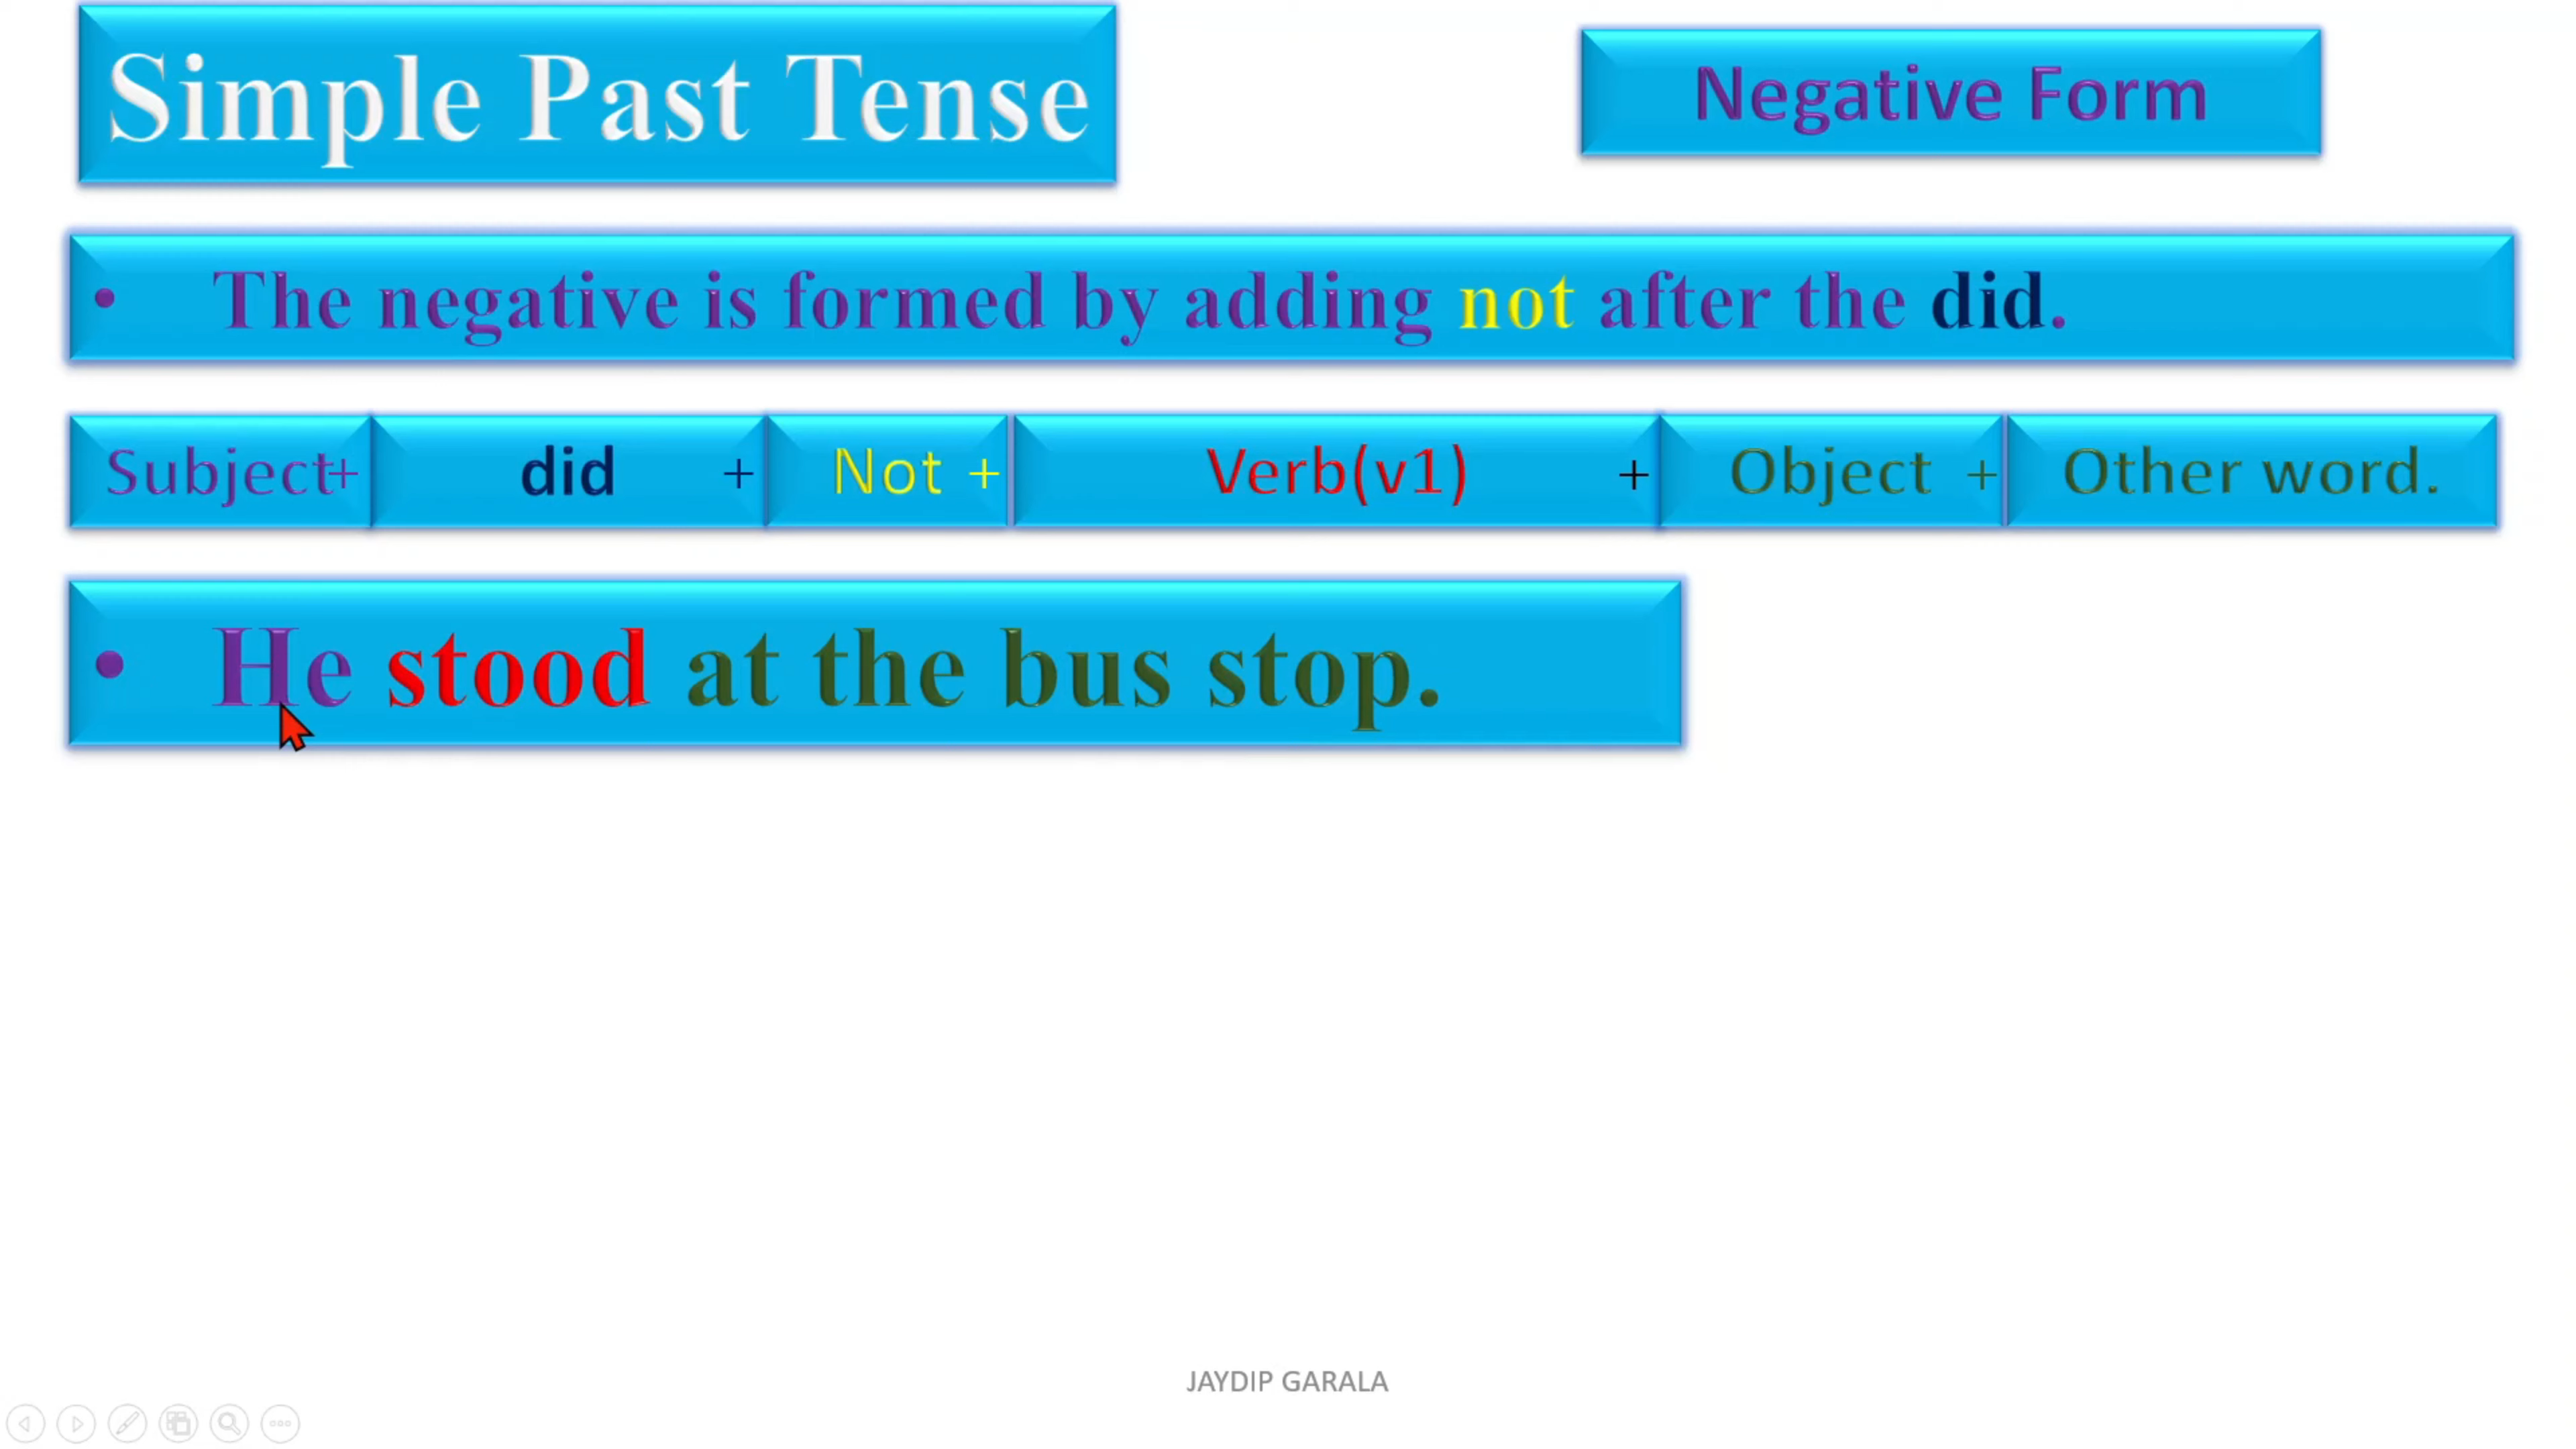 Simple Past Tense
Negative Form
• The negative is formed by adding not after the did.
Subject+ did + Not + Verb(v1) + Object + Other word.
• He stood at the bus stop.
JAYDIP GARALA